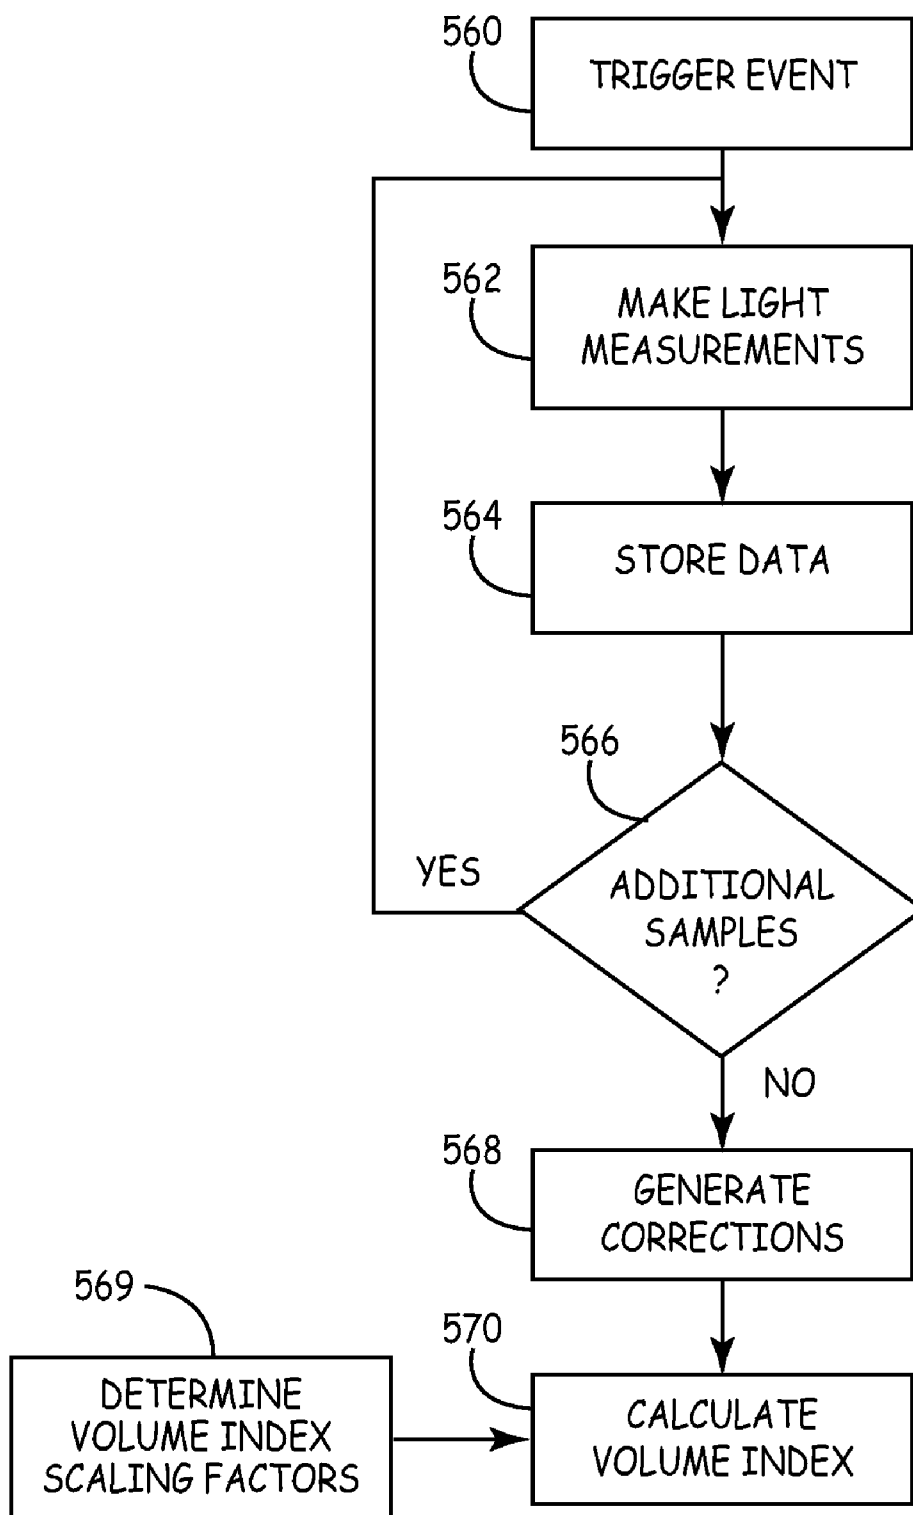 560
TRIGGER EVENT
562
MAKE LIGHT
MEASUREMENTS
564
STORE DATA
566
YES
ADDITIONAL
SAMPLES
?
NO
568
GENERATE
CORRECTIONS
569
DETERMINE
VOLUME INDEX
SCALING FACTORS
570
CALCULATE
VOLUME INDEX